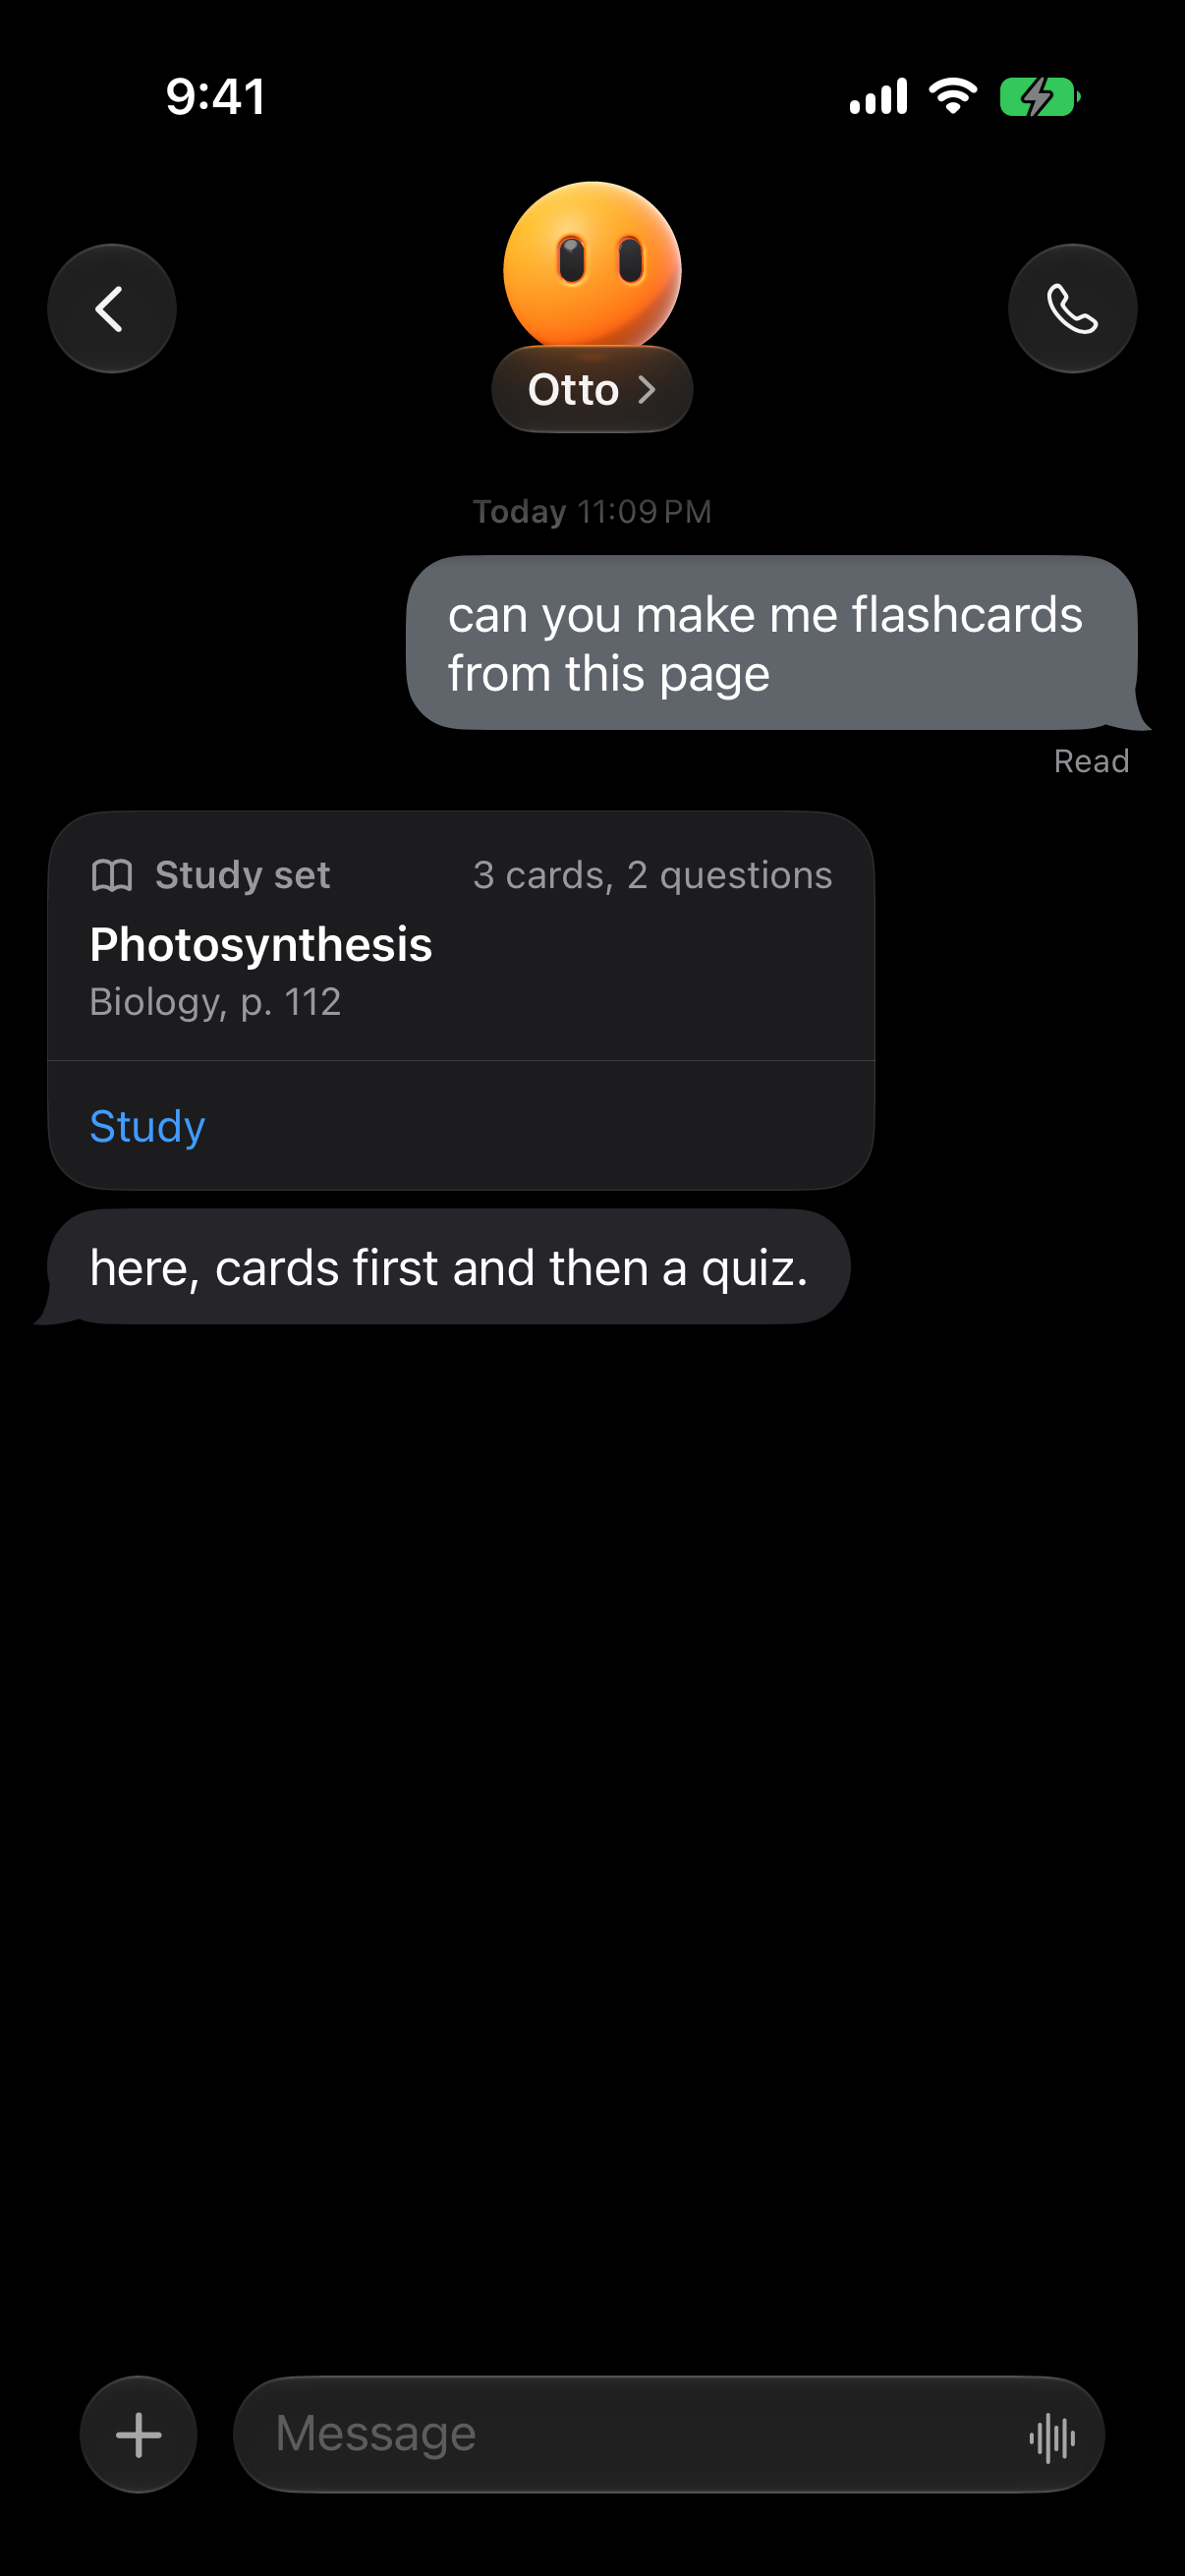 9:41
Otto
Today 11:09 PM
can you make me flashcards
from this page
Read
Study set 3 cards, 2 questions
Photosynthesis
Biology, p. 112
Study
here, cards first and then a quiz.
Message